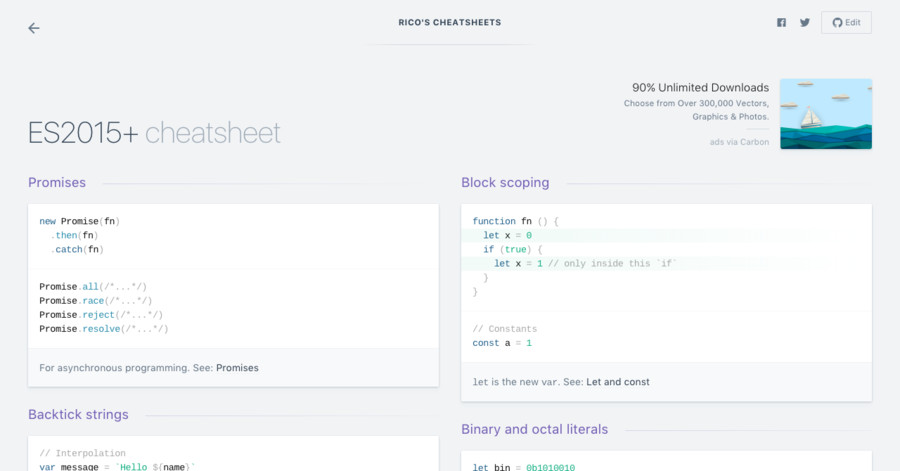 RICO'S CHEATSHEETS
Edit
90% Unlimited Downloads
Choose from Over 300,000 Vectors,
Graphics & Photos.
ads via Carbon
ES2015+ cheatsheet
Promises
new Promise(fn)
  .then(fn)
  .catch(fn)
Promise.all(/*...*/)
Promise.race(/*...*/)
Promise.reject(/*...*/)
Promise.resolve(/*...*/)
For asynchronous programming. See: Promises
Backtick strings
// Interpolation
var message = `Hello ${name}`
Block scoping
function fn () {
  let x = 0
  if (true) {
    let x = 1 // only inside this `if`
  }
}
// Constants
const a = 1
let is the new var. See: Let and const
Binary and octal literals
let bin = 0b1010010